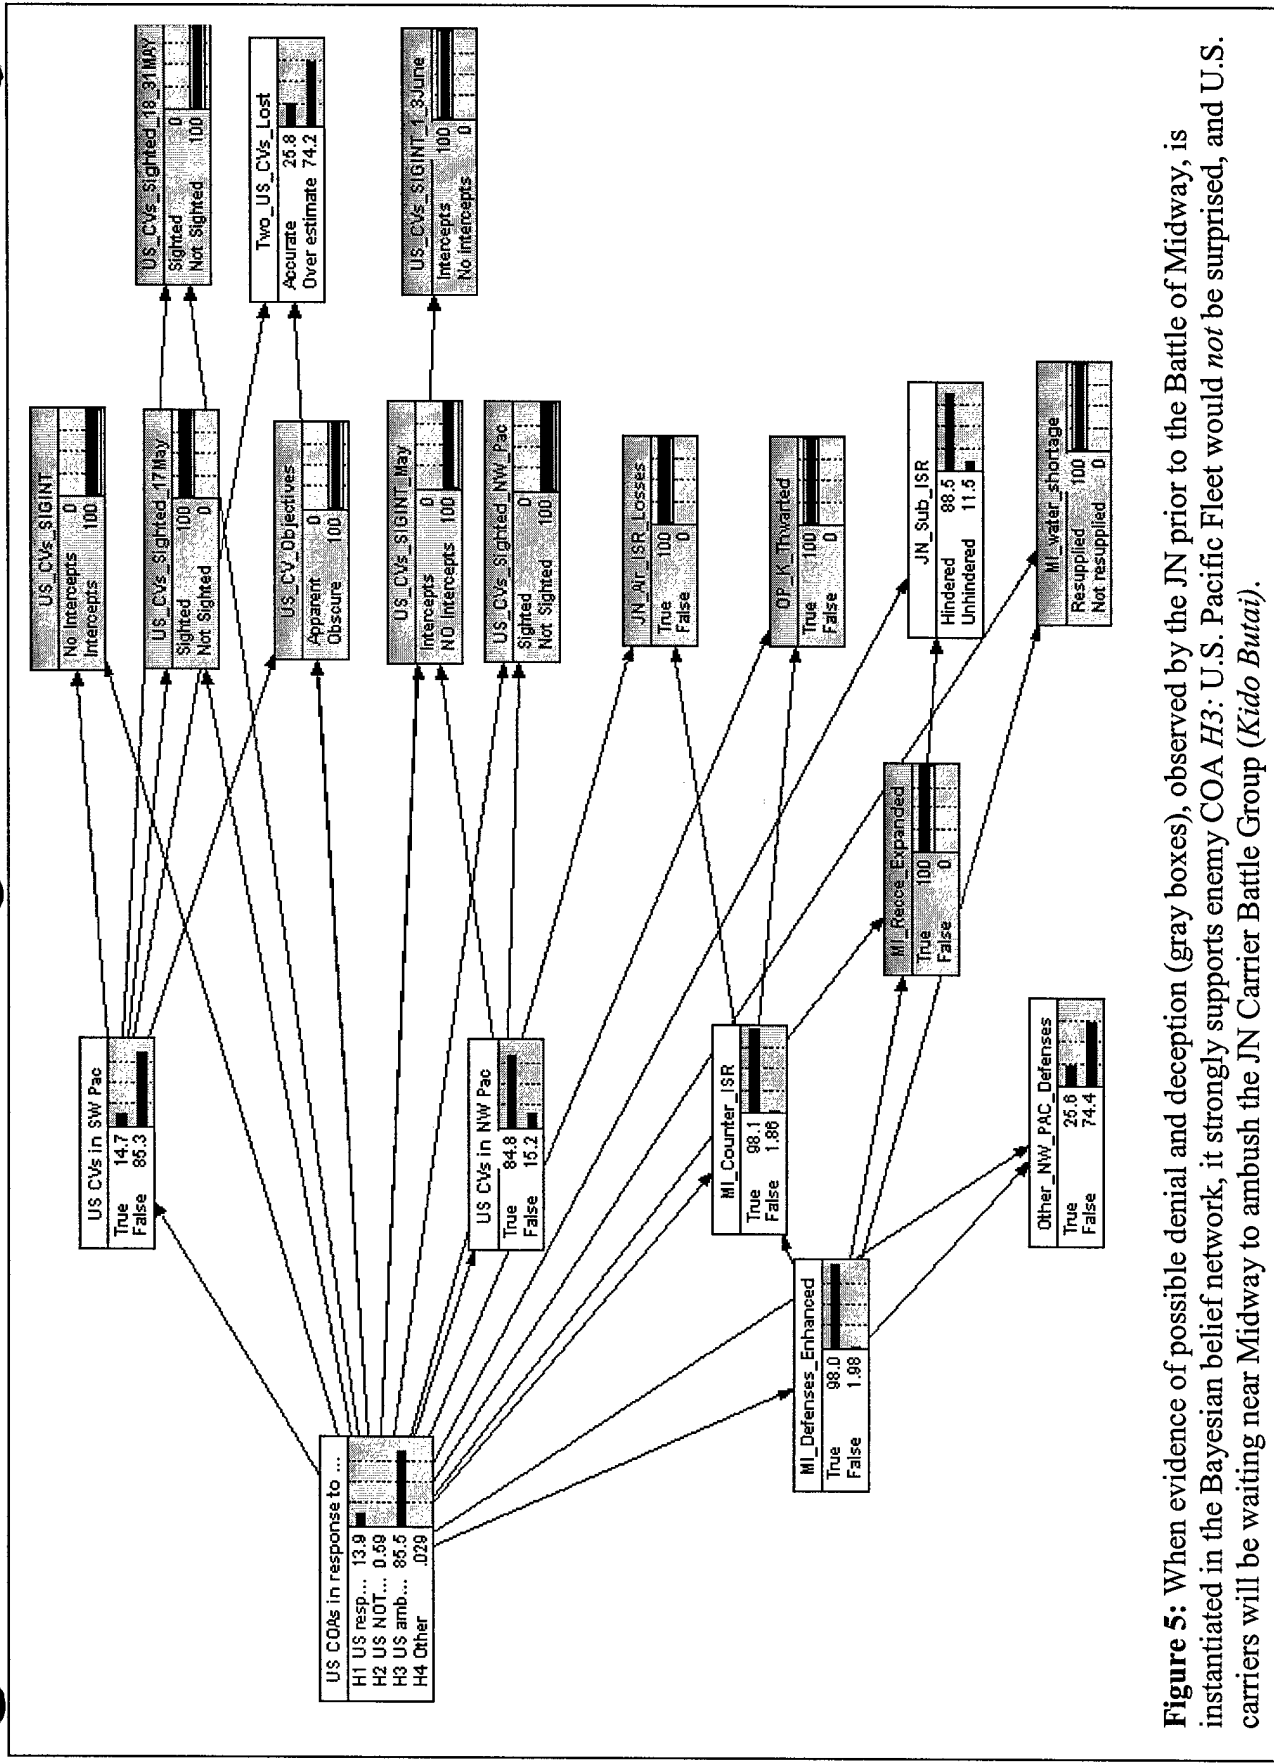 US COAs in response to ...
H1 US resp... 13.9
H2 US NOT... 0.59
H3 US amb... 85.5
H4 Other .029
US CVs in SW Pac
True 14.7
False 85.3
US CVs in NW Pac
True 84.8
False 15.2
MI_Defenses_Enhanced
True 98.0
False 1.98
MI_Counter_ISR
True 98.1
False 1.86
Other_NW_PAC_Defenses
True 25.6
False 74.4
MI_Recce_Expanded
True 100
False 0
US_CVs_SIGINT
No Intercepts 0
Intercepts 100
US_CVs_Sighted_17May
Sighted 100
Not Sighted 0
US_CV_Objectives
Apparent 0
Obscure 100
US_CVs_SIGINT_May
Intercepts 0
NO Intercepts 100
US_CVs_Sighted_NW_Pac
Sighted 0
Not Sighted 100
JN_Air_ISR_Losses
True 100
False 0
OP_K_Thwarted
True 100
False 0
JN_Sub_ISR
Hindered 88.5
Unhindered 11.5
MI_water_shortage
Resupplied 100
Not resupplied 0
US_CVs_Sighted_18_31MAY
Sighted 0
Not Sighted 100
Two_US_CVs_Lost
Accurate 25.8
Over estimate 74.2
US_CVs_SIGINT_1_3June
Intercepts 100
No intercepts 0
Figure 5: When evidence of possible denial and deception (gray boxes), observed by the JN prior to the Battle of Midway, is
instantiated in the Bayesian belief network, it strongly supports enemy COA H3: U.S. Pacific Fleet would not be surprised, and U.S.
carriers will be waiting near Midway to ambush the JN Carrier Battle Group (Kido Butai).